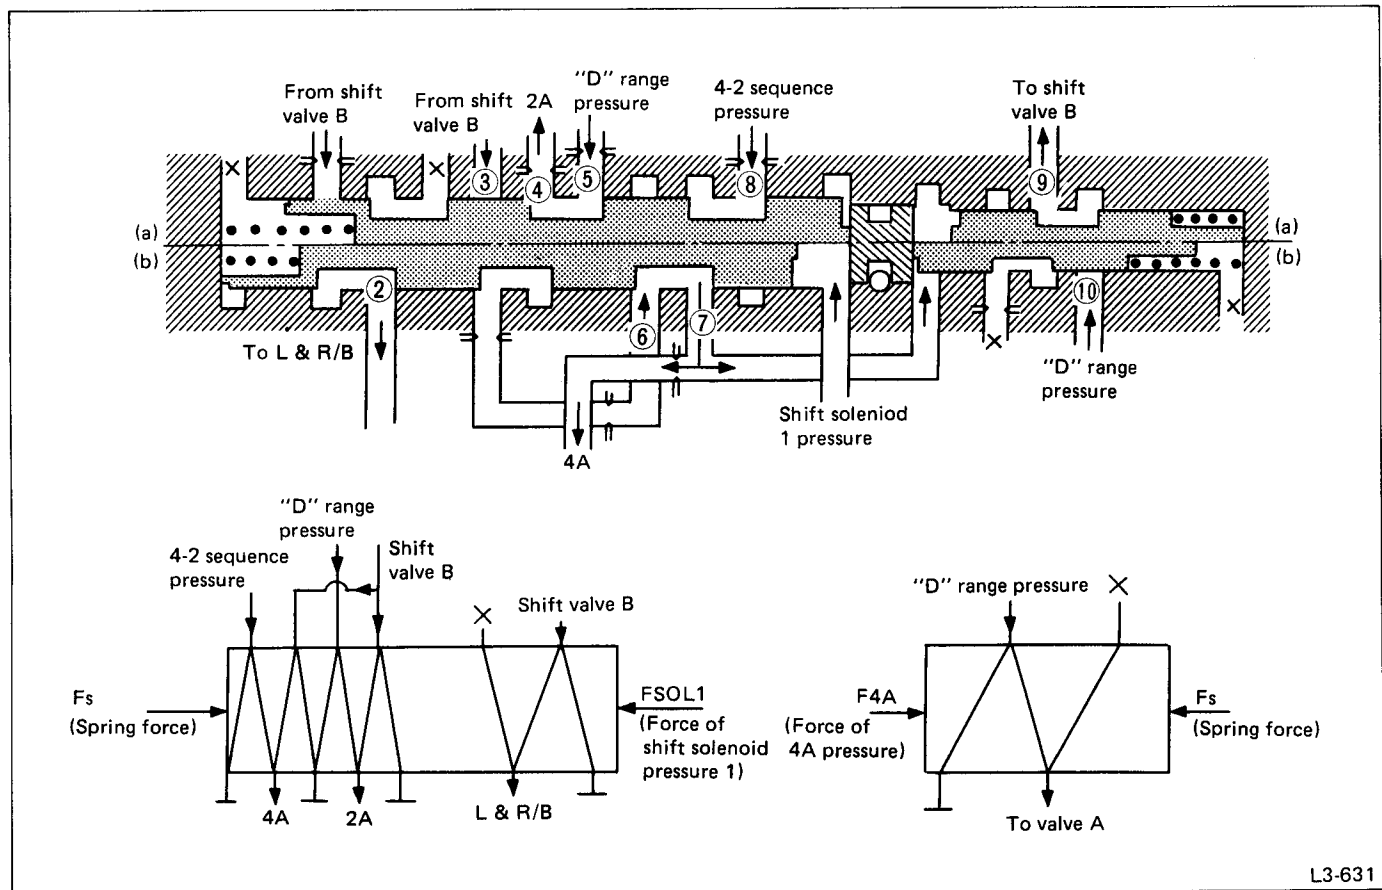 From shift
valve B
From shift
valve B
2A
"D" range
pressure
4-2 sequence
pressure
To shift
valve B
×
×
3
4
5
8
9
(a)
(b)
(a)
(b)
2
6
7
10
×
×
To L & R/B
4A
Shift soleniod
1 pressure
"D" range
pressure
"D" range
pressure
4-2 sequence
pressure
Shift
valve B
×
Shift valve B
Fs
(Spring force)
FSOL1
(Force of
shift solenoid
pressure 1)
4A
2A
L & R/B
"D" range pressure
×
F4A
(Force of
4A pressure)
Fs
(Spring force)
To valve A
L3-631